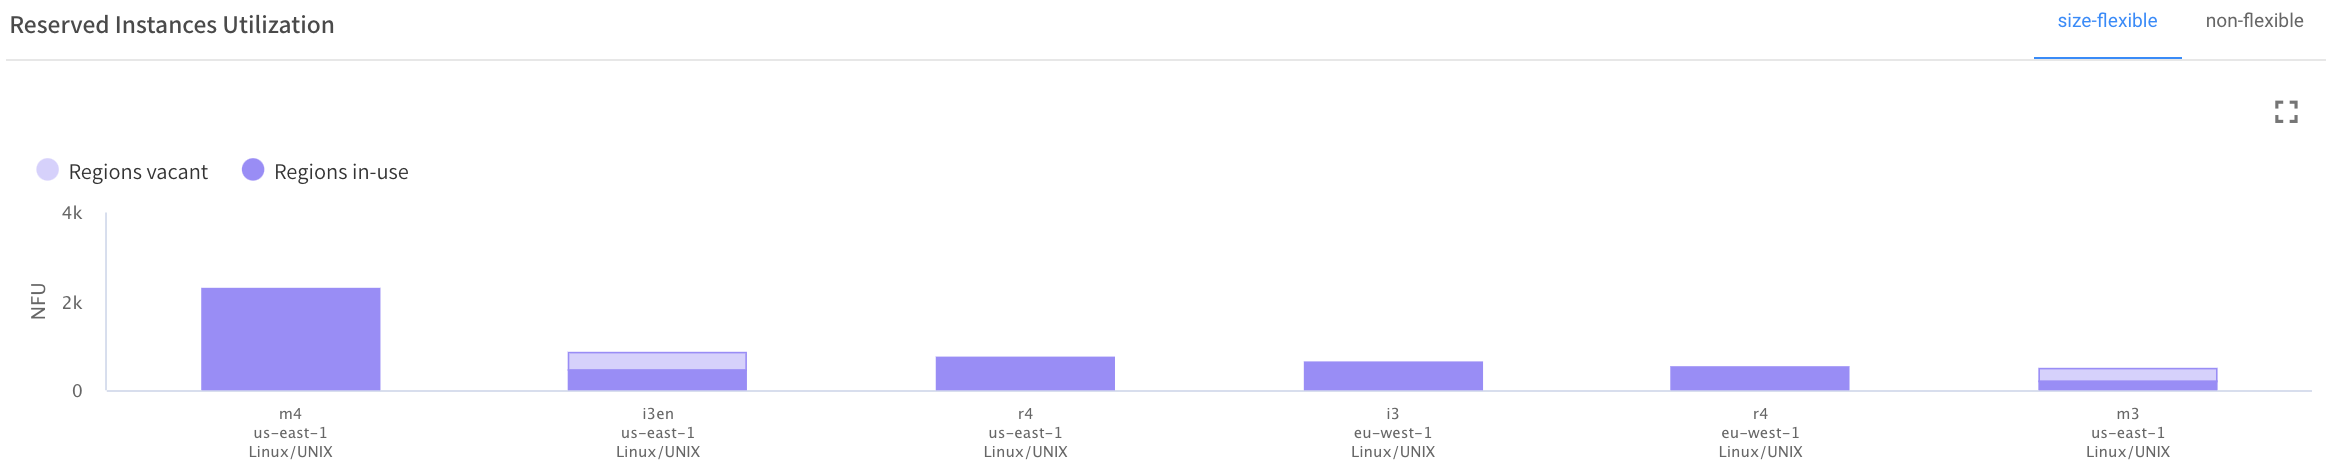 Reserved Instances Utilization
size-flexible non-flexible
Regions vacant Regions in-use
4k
2k
0
NFU
m4
us-east-1
Linux/UNIX
i3en
us-east-1
Linux/UNIX
r4
us-east-1
Linux/UNIX
i3
eu-west-1
Linux/UNIX
r4
eu-west-1
Linux/UNIX
m3
us-east-1
Linux/UNIX